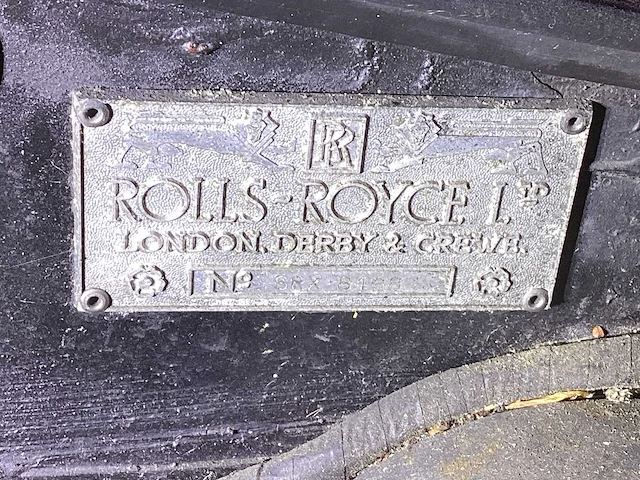 RR
ROLLS-ROYCE LTD
LONDON, DERBY & CREWE.
No